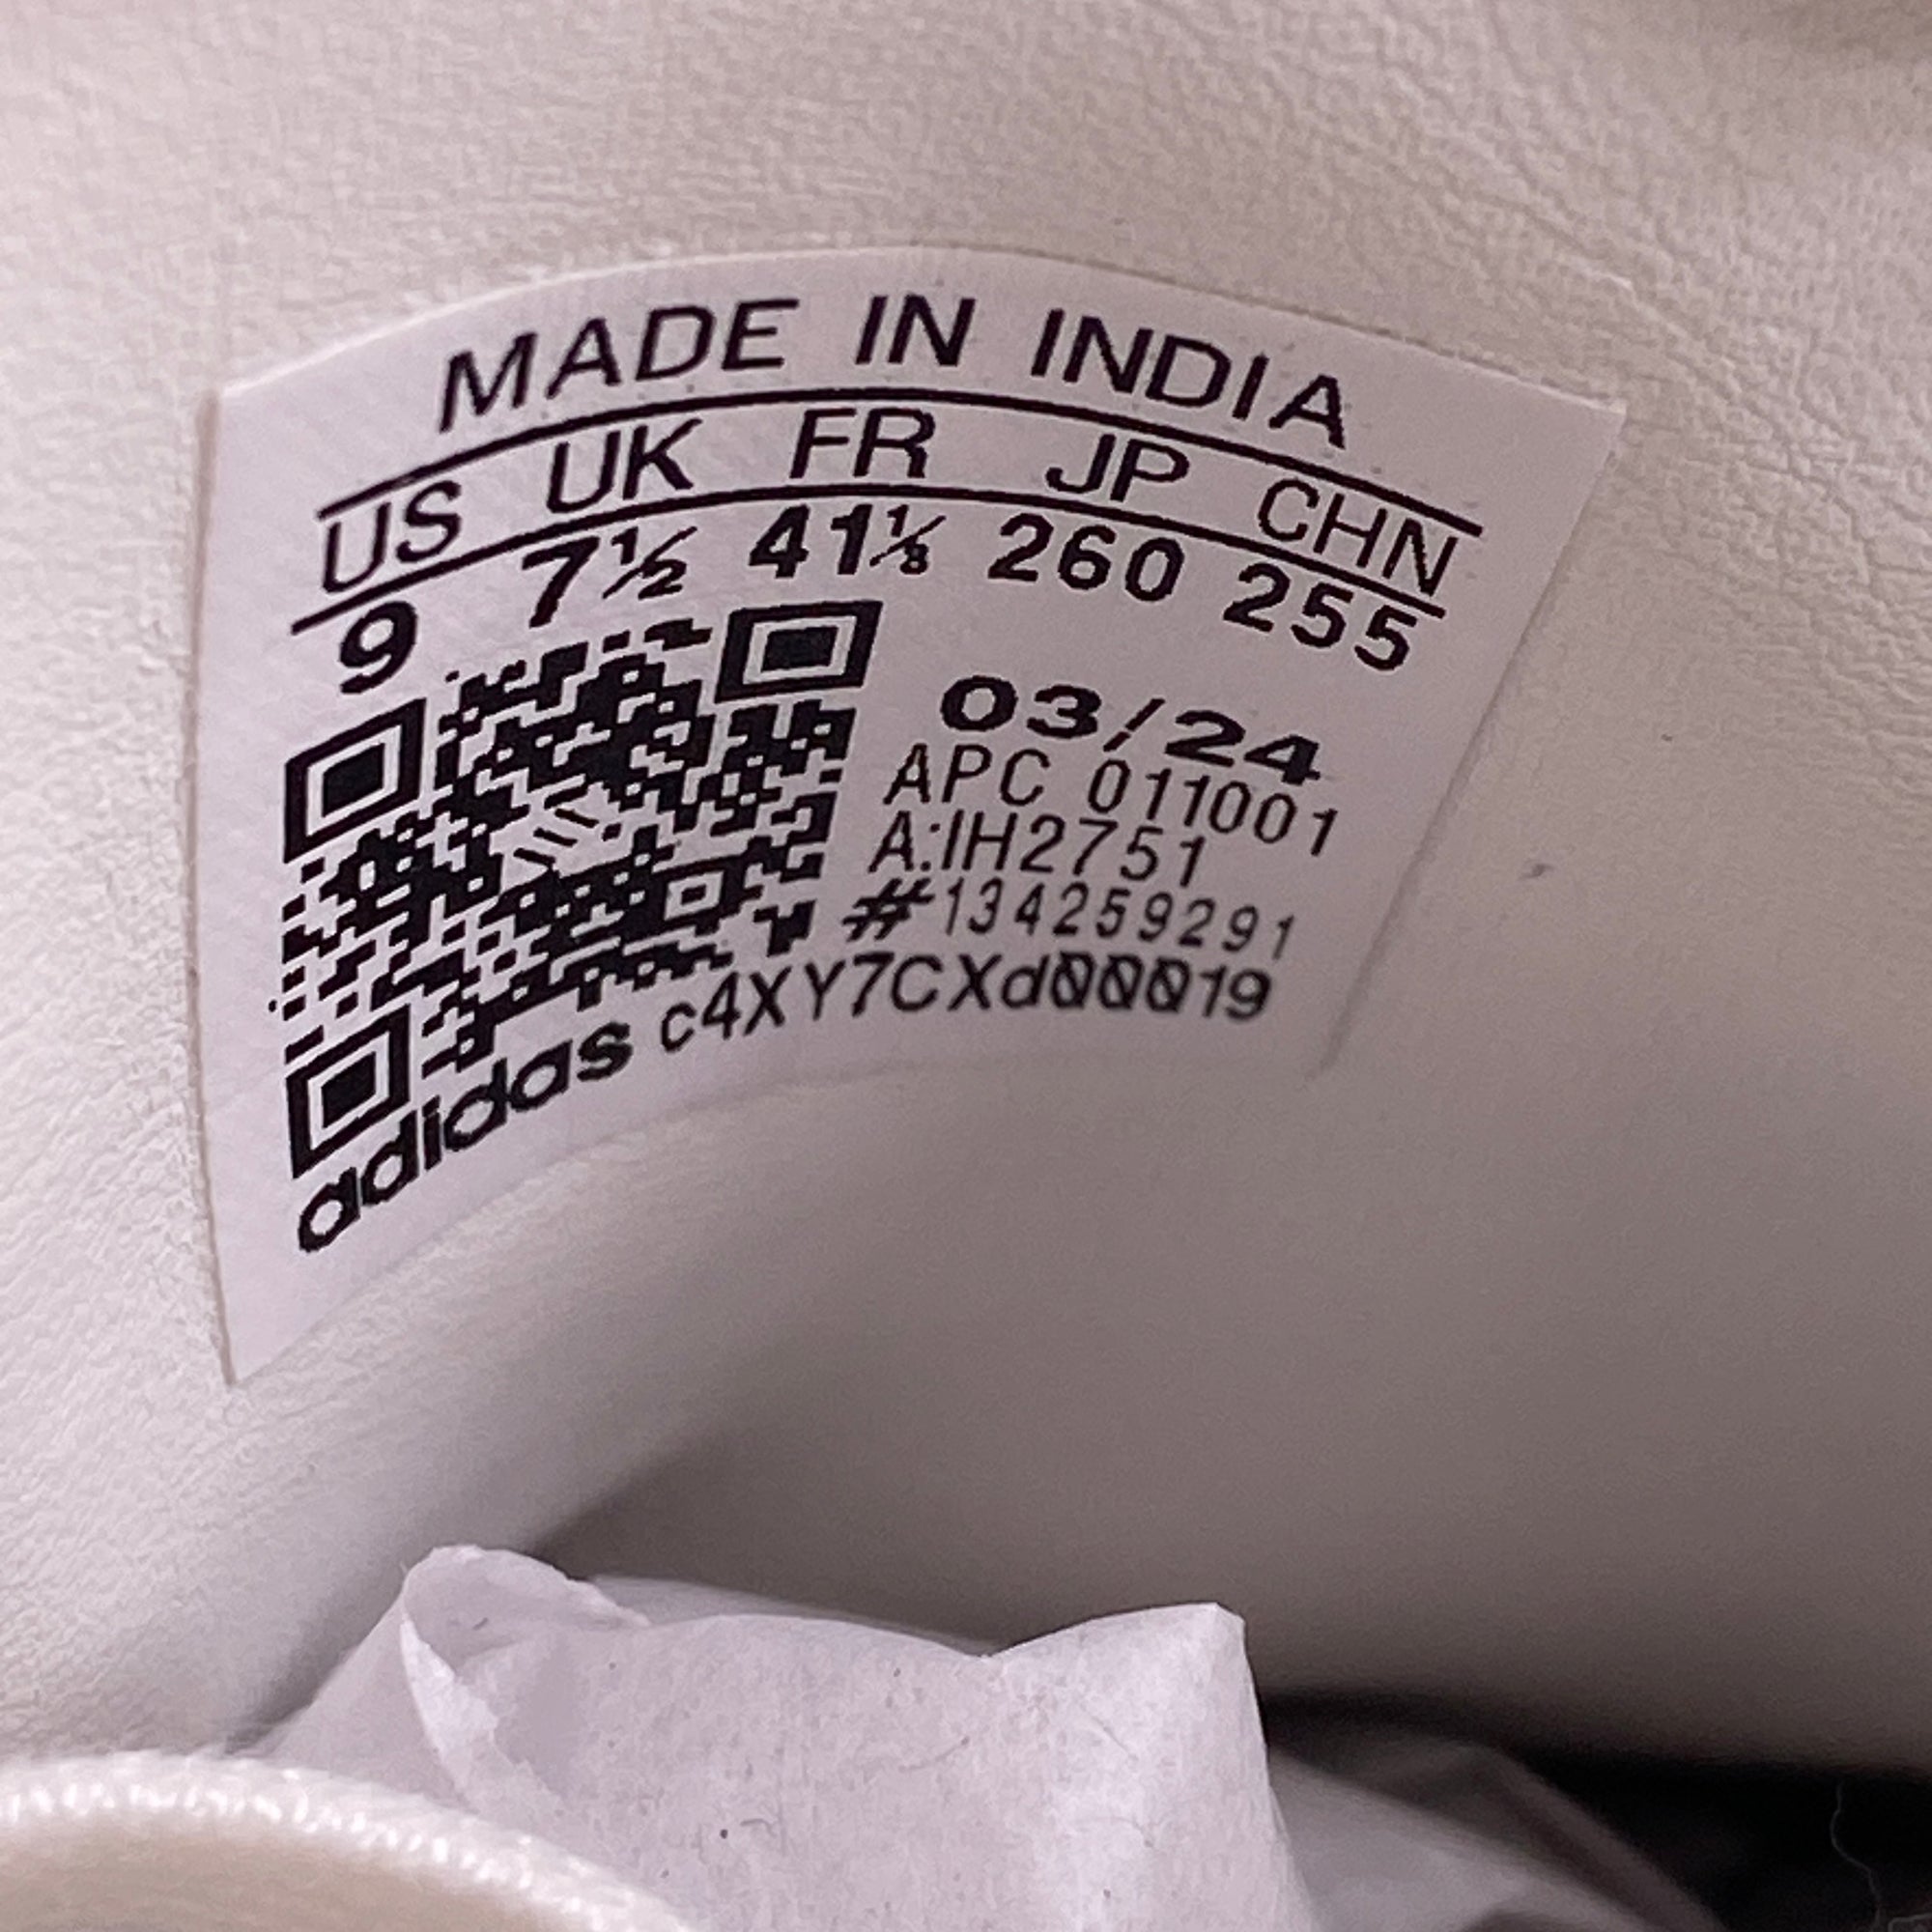 MADE IN INDIA
US UK FR JP CHN
9 7½ 41⅓ 260 255
03/24
APC 011001
A:IH2751
#134259291
adidas c4XY7CXd00019